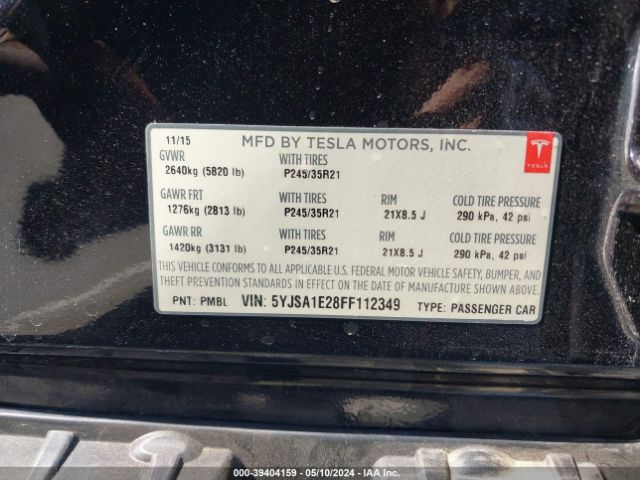 11/15 MFD BY TESLA MOTORS, INC.
GVWR WITH TIRES
2640kg (5820 lb) P245/35R21
TESLA
GAWR FRT WITH TIRES RIM COLD TIRE PRESSURE
1276kg (2813 lb) P245/35R21 21X8.5 J 290 kPa, 42 psi
GAWR RR WITH TIRES RIM COLD TIRE PRESSURE
1420kg (3131 lb) P245/35R21 21X8.5 J 290 kPa, 42 psi
THIS VEHICLE CONFORMS TO ALL APPLICABLE U.S. FEDERAL MOTOR VEHICLE SAFETY, BUMPER, AND
THEFT PREVENTION STANDARDS IN EFFECT ON THE DATE OF MANUFACTURE SHOWN ABOVE.
PNT: PMBL VIN: 5YJSA1E28FF112349 TYPE: PASSENGER CAR
000-39404159 - 05/10/2024 - IAA Inc.